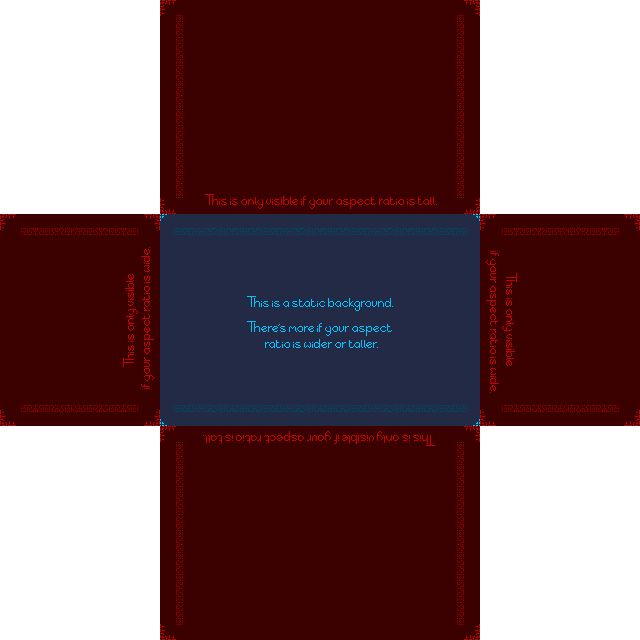 This is only visible if your aspect ratio is tall.
This is only visible
if your aspect ratio is wide.
This is a static background.
There's more if your aspect
ratio is wider or taller.
This is only visible
if your aspect ratio is wide.
This is only visible if your aspect ratio is tall.